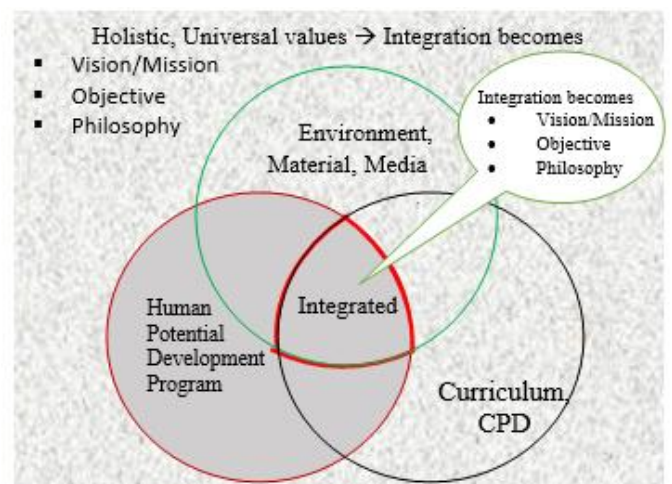 Holistic, Universal values → Integration becomes
▪ Vision/Mission
▪ Objective
▪ Philosophy
Integration becomes
• Vision/Mission
• Objective
• Philosophy
Environment,
Material, Media
Human
Potential
Development
Program
Integrated
Curriculum,
CPD